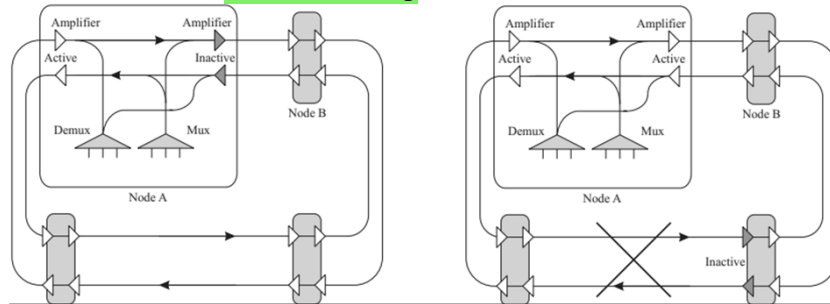 Amplifier Amplifier
Active Inactive
Node B
Demux Mux
Node A
Amplifier Amplifier
Active Active
Node B
Demux Mux
Node A
Inactive